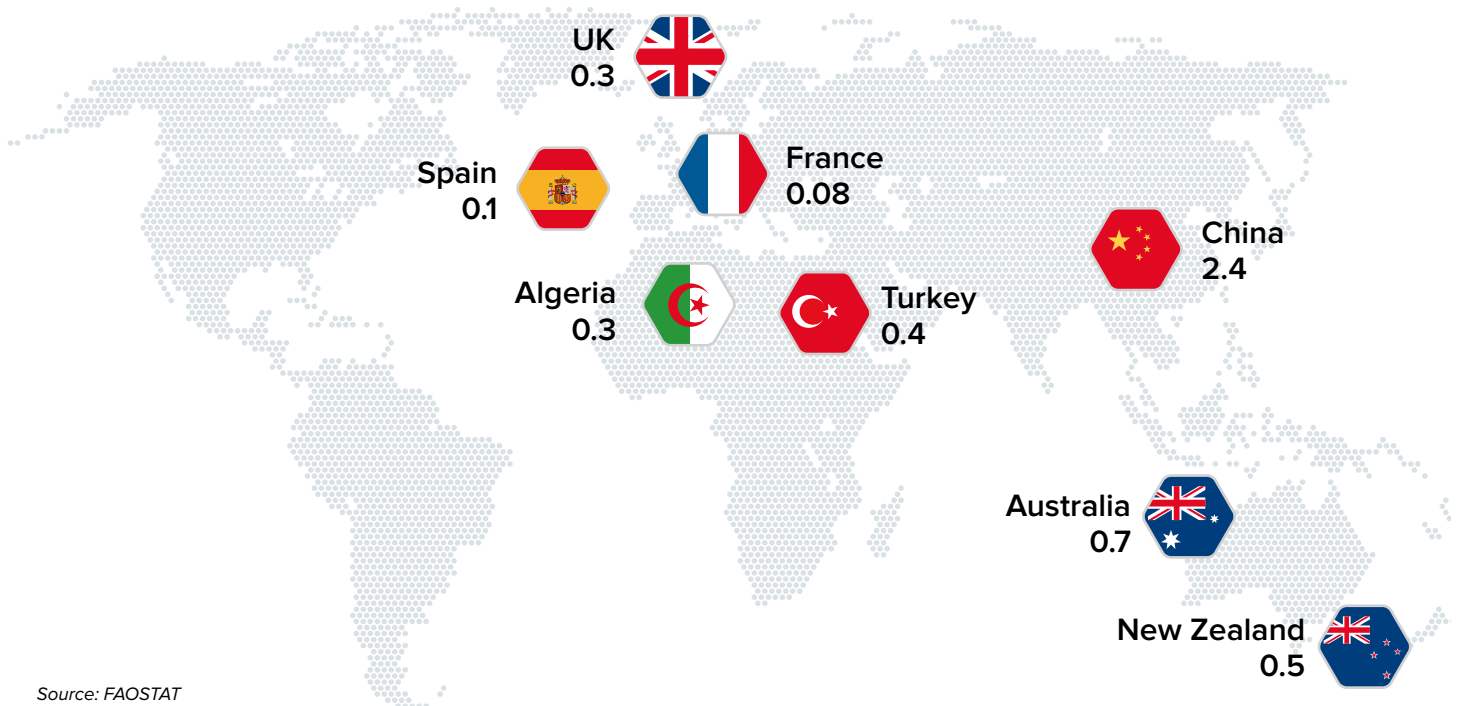 UK
0.3
Spain
0.1
France
0.08
China
2.4
Algeria
0.3
Turkey
0.4
Australia
0.7
New Zealand
0.5
Source: FAOSTAT